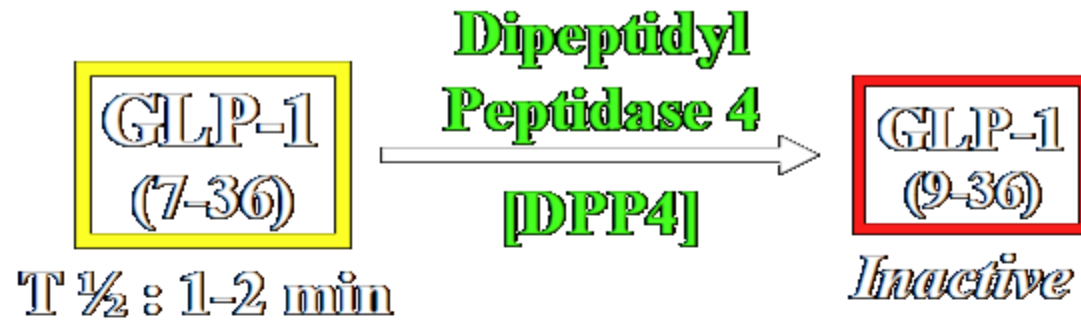 Dipeptidyl
Peptidase 4
[DPP4]
GLP-1
(7-36)
T ½ : 1-2 min
GLP-1
(9-36)
Inactive